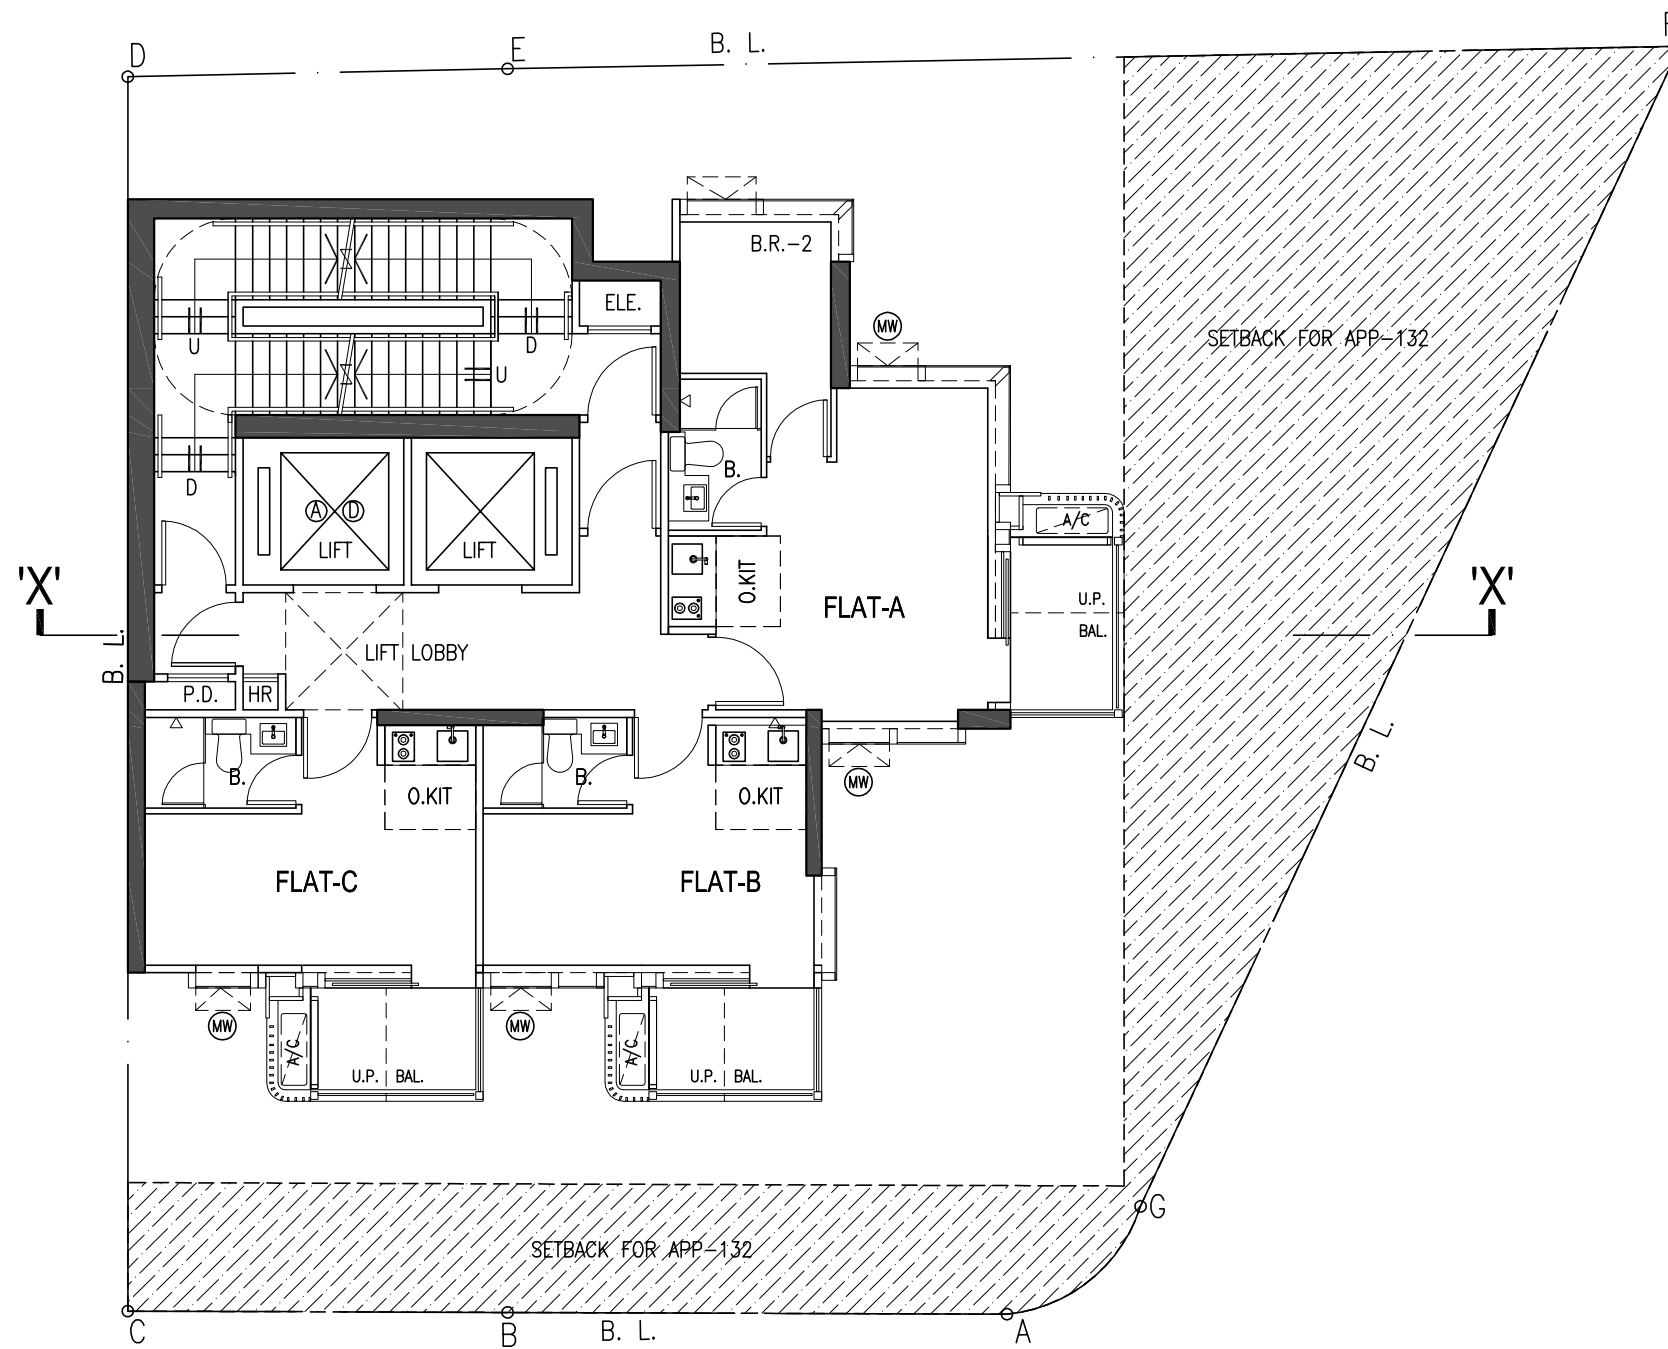 D
E
B. L.
F
B.R.-2
ELE.
MW
SETBACK FOR APP-132
U
D
U
B.
D
A
D
LIFT
LIFT
A/C
'X'
'X'
O.KIT
FLAT-A
U.P.
BAL.
B. L.
LIFT LOBBY
P.D.
HR
B. L.
B.
B.
MW
O.KIT
O.KIT
FLAT-C
FLAT-B
MW
MW
A/C
A/C
U.P. BAL.
U.P. BAL.
G
SETBACK FOR APP-132
C
B
B. L.
A